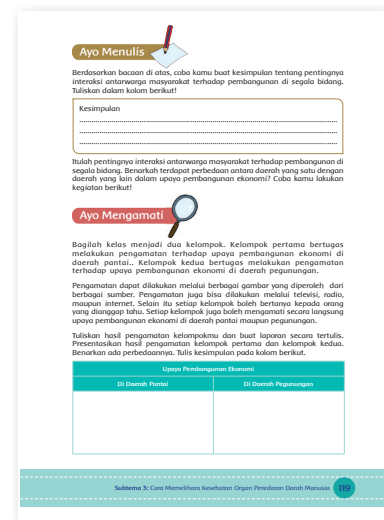 Ayo Menulis
Berdasarkan bacaan di atas, coba kamu buat kesimpulan tentang pentingnya
interaksi antarwarga masyarakat terhadap pembangunan di segala bidang.
Tuliskan dalam kolom berikut!
Kesimpulan
Itulah pentingnya interaksi antarwarga masyarakat terhadap pembangunan di
segala bidang. Benarkah terdapat perbedaan antara daerah yang satu dengan
daerah yang lain dalam upaya pembangunan ekonomi? Coba kamu lakukan
kegiatan berikut!
Ayo Mengamati
Bagilah kelas menjadi dua kelompok. Kelompok pertama bertugas
melakukan pengamatan terhadap upaya pembangunan ekonomi di
daerah pantai.. Kelompok kedua bertugas melakukan pengamatan
terhadap upaya pembangunan ekonomi di daerah pegunungan.
Pengamatan dapat dilakukan melalui berbagai gambar yang diperoleh dari
berbagai sumber. Pengamatan juga bisa dilakukan melalui televisi, radio,
maupun internet. Selain itu setiap kelompok boleh bertanya kepada orang
yang dianggap tahu. Setiap kelompok juga boleh mengamati secara langsung
upaya pembangunan ekonomi di daerah pantai maupun pegunungan.
Tuliskan hasil pengamatan kelompokmu dan buat laporan secara tertulis.
Presentasikan hasil pengamatan kelompok pertama dan kelompok kedua.
Benarkan ada perbedaannya. Tulis kesimpulan pada kolom berikut.
Upaya Pembangunan Ekonomi
Di Daerah Pantai
Di Daerah Pegunungan
Subtema 3: Cara Memelihara Kesehatan Organ Peredaran Darah Manusia
119